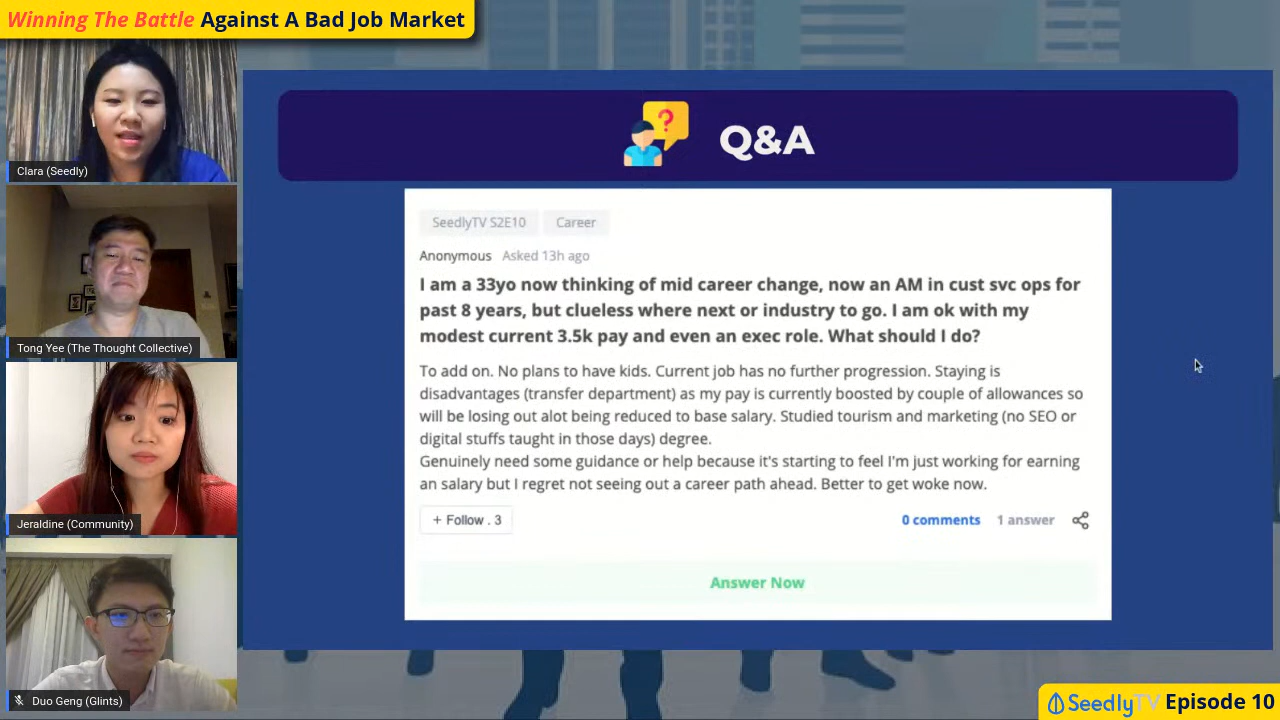 Winning The Battle Against A Bad Job Market
Clara (Seedly)
Tong Yee (The Thought Collective)
Jeraldine (Community)
Duo Geng (Glints)
?
Q&A
SeedlyTV S2E10 Career
Anonymous Asked 13h ago
I am a 33yo now thinking of mid career change, now an AM in cust svc ops for
past 8 years, but clueless where next or industry to go. I am ok with my
modest current 3.5k pay and even an exec role. What should I do?
To add on. No plans to have kids. Current job has no further progression. Staying is
disadvantages (transfer department) as my pay is currently boosted by couple of allowances so
will be losing out alot being reduced to base salary. Studied tourism and marketing (no SEO or
digital stuffs taught in those days) degree.
Genuinely need some guidance or help because it's starting to feel I'm just working for earning
an salary but I regret not seeing out a career path ahead. Better to get woke now.
+ Follow . 3 0 comments 1 answer
Answer Now
SeedlyTV Episode 10